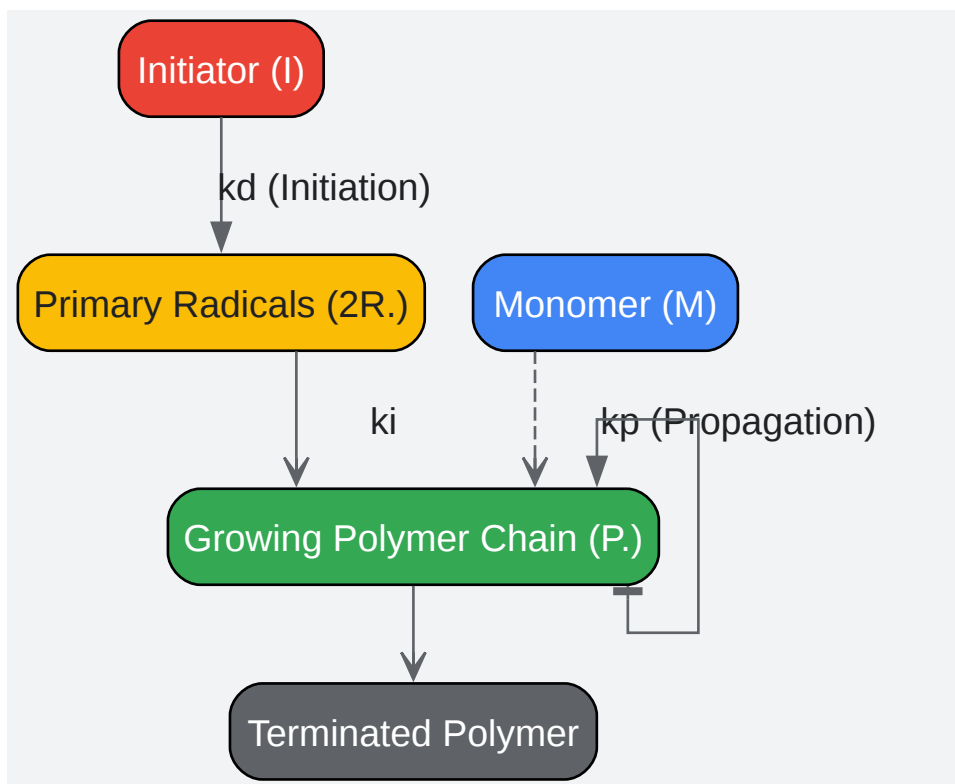 Initiator (I)
kd (Initiation)
Primary Radicals (2R.)
Monomer (M)
ki
kp (Propagation)
Growing Polymer Chain (P.)
Terminated Polymer